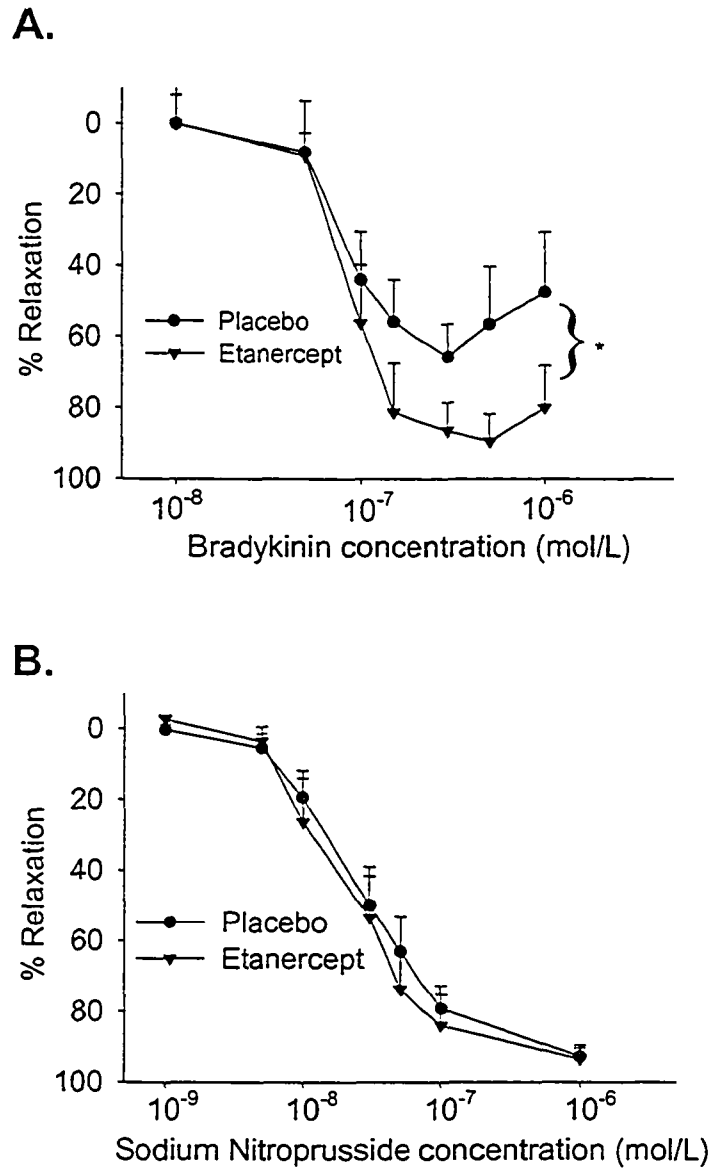 A.
0
20
40
60
80
100
% Relaxation
Placebo
Etanercept
} *
10-8 10-7 10-6
Bradykinin concentration (mol/L)
B.
0
20
40
60
80
100
% Relaxation
Placebo
Etanercept
10-9 10-8 10-7 10-6
Sodium Nitroprusside concentration (mol/L)